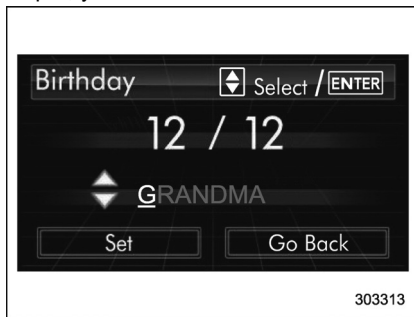 Birthday Select / ENTER
12 / 12
GRANDMA
Set Go Back
303313